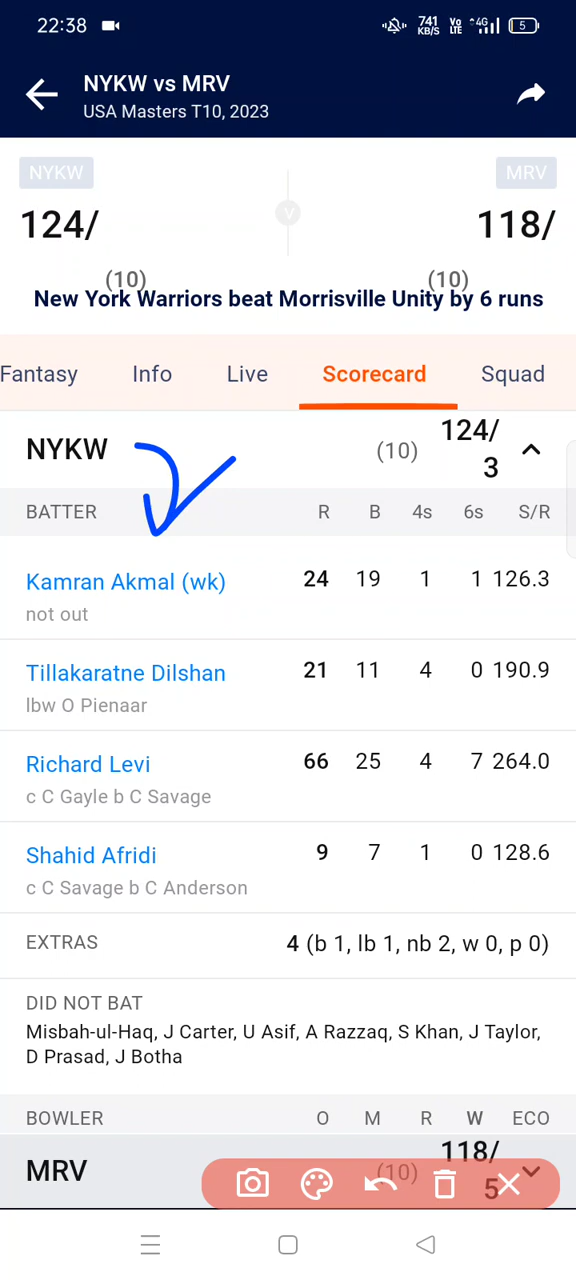 22:38 741 KB/S Vo LTE 4G 5
NYKW vs MRV
USA Masters T10, 2023
NYKW MRV
124/ V 118/
(10) (10)
New York Warriors beat Morrisville Unity by 6 runs
Fantasy Info Live Scorecard Squad
NYKW (10) 124/
3
BATTER R B 4s 6s S/R
Kamran Akmal (wk) 24 19 1 1 126.3
not out
Tillakaratne Dilshan 21 11 4 0 190.9
lbw O Pienaar
Richard Levi 66 25 4 7 264.0
c C Gayle b C Savage
Shahid Afridi 9 7 1 0 128.6
c C Savage b C Anderson
EXTRAS 4 (b 1, lb 1, nb 2, w 0, p 0)
DID NOT BAT
Misbah-ul-Haq, J Carter, U Asif, A Razzaq, S Khan, J Taylor,
D Prasad, J Botha
BOWLER O M R W ECO
MRV (10) 118/
5